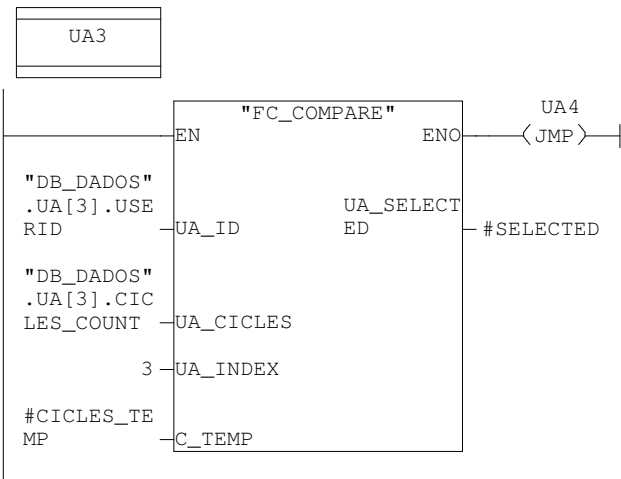 UA3
"FC_COMPARE"
UA4
EN
ENO
JMP
"DB_DADOS"
.UA[3].USE
RID
UA_ID
UA_SELECT
ED
#SELECTED
"DB_DADOS"
.UA[3].CIC
LES_COUNT
UA_CICLES
3
UA_INDEX
#CICLES_TE
MP
C_TEMP